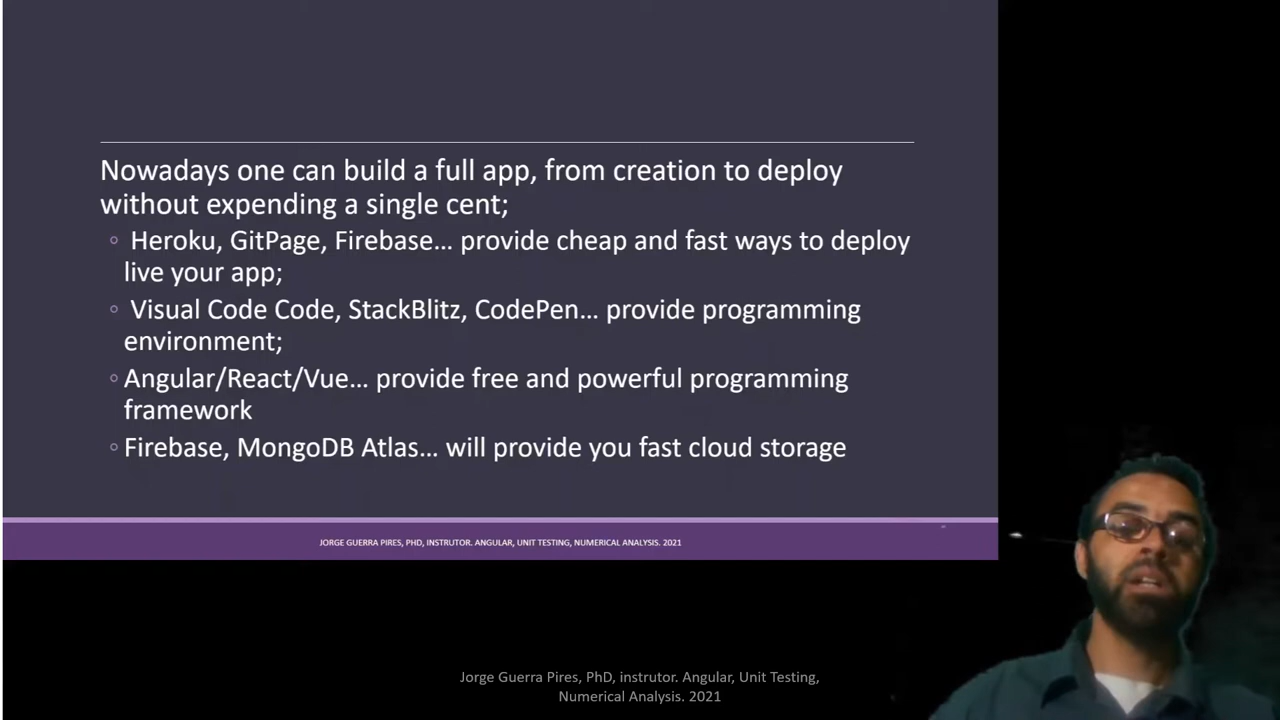 Nowadays one can build a full app, from creation to deploy
without expending a single cent;
◦ Heroku, GitPage, Firebase… provide cheap and fast ways to deploy
live your app;
◦ Visual Code Code, StackBlitz, CodePen… provide programming
environment;
◦ Angular/React/Vue… provide free and powerful programming
framework
◦ Firebase, MongoDB Atlas… will provide you fast cloud storage
JORGE GUERRA PIRES, PHD, INSTRUTOR. ANGULAR, UNIT TESTING, NUMERICAL ANALYSIS. 2021
Jorge Guerra Pires, PhD, instrutor. Angular, Unit Testing,
Numerical Analysis. 2021